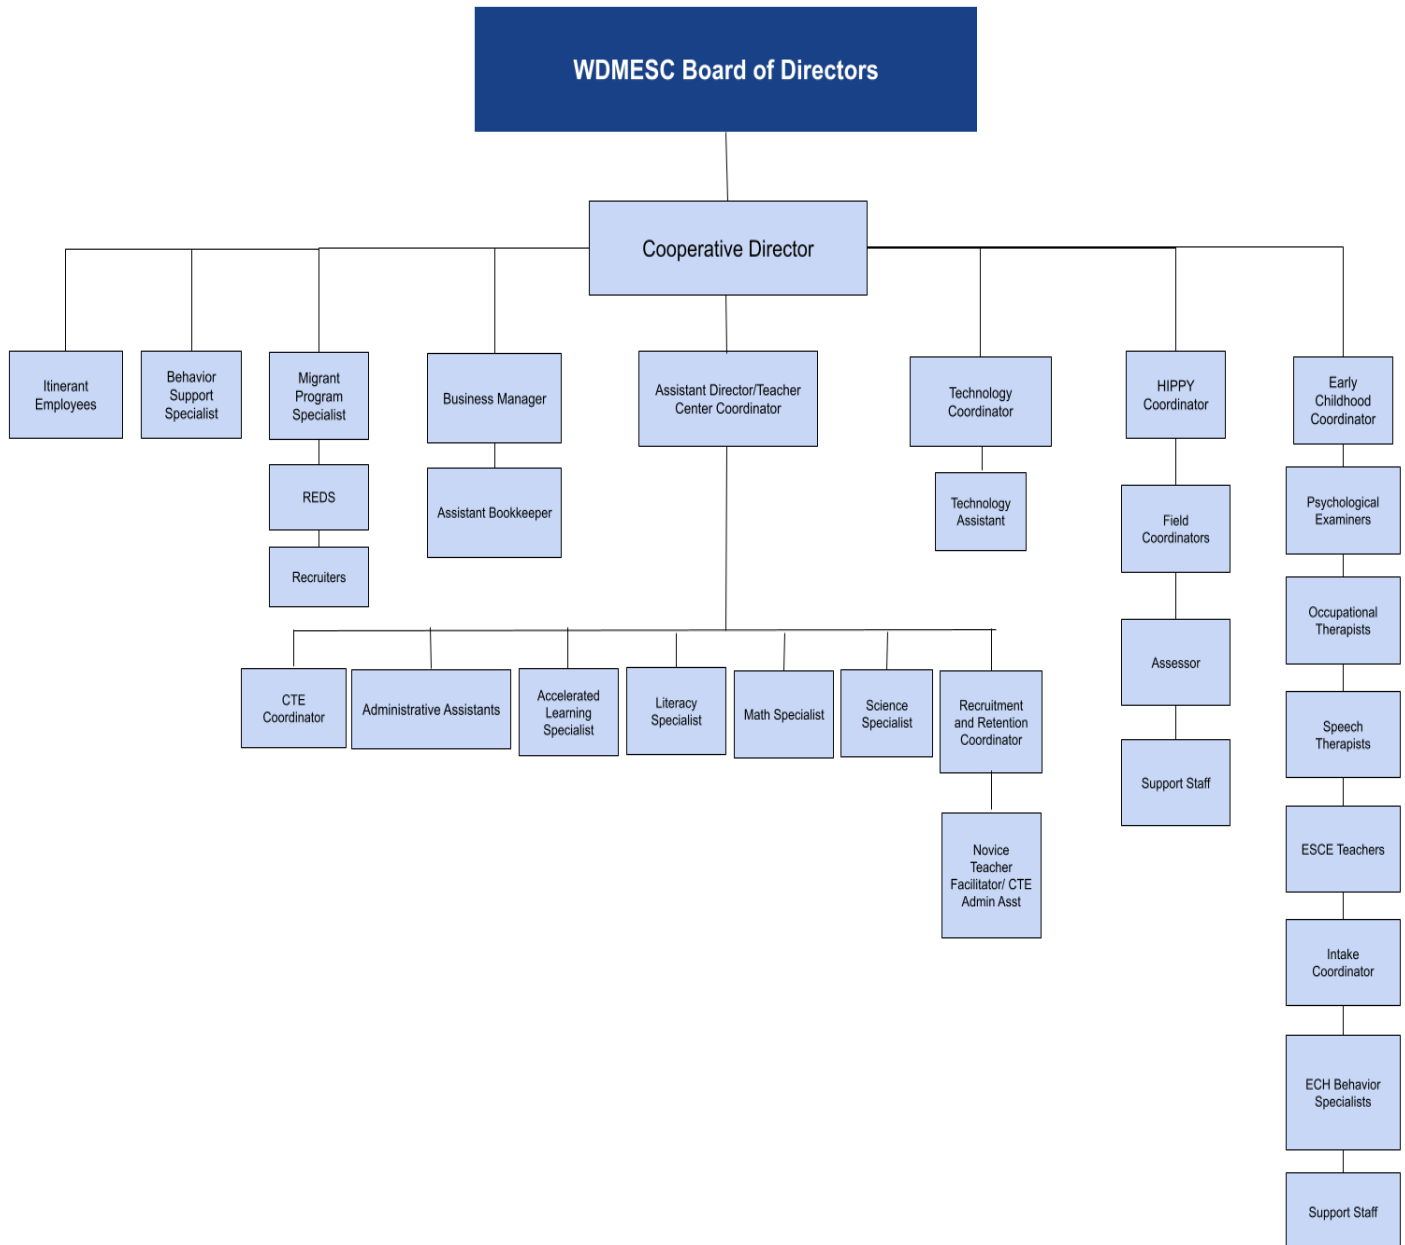 WDMESC Board of Directors
Cooperative Director
Itinerant
Employees
Behavior
Support
Specialist
Migrant
Program
Specialist
Business Manager
Assistant Director/Teacher
Center Coordinator
Technology
Coordinator
HIPPY
Coordinator
Early
Childhood
Coordinator
REDS
Recruiters
Assistant Bookkeeper
Technology
Assistant
Field
Coordinators
Assessor
Support Staff
Psychological
Examiners
Occupational
Therapists
Speech
Therapists
ESCE Teachers
Intake
Coordinator
ECH Behavior
Specialists
Support Staff
CTE
Coordinator
Administrative Assistants
Accelerated
Learning
Specialist
Literacy
Specialist
Math Specialist
Science
Specialist
Recruitment
and Retention
Coordinator
Novice
Teacher
Facilitator/ CTE
Admin Asst